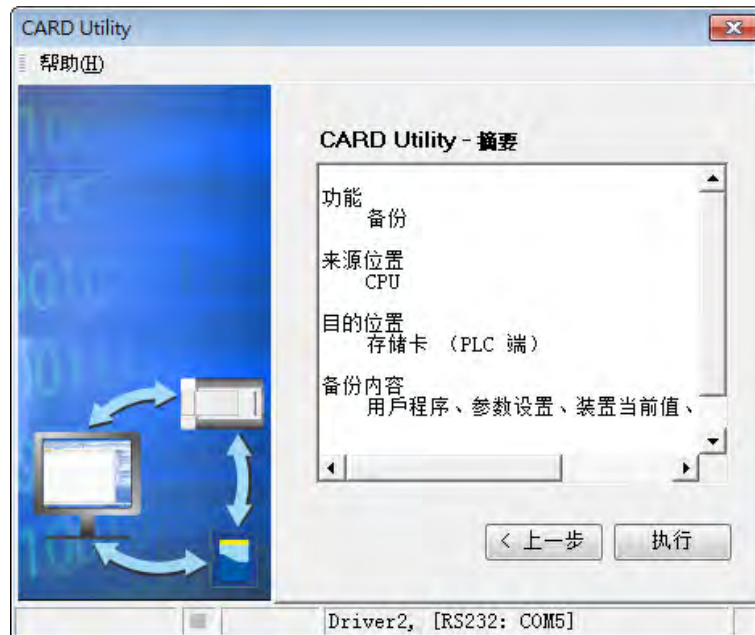 CARD Utility
帮助(H)
CARD Utility - 摘要
功能
备份
来源位置
CPU
目的位置
存储卡 （PLC 端）
备份内容
用戶程序、参数设置、装置当前值、
< 上一步
执行
Driver2, [RS232: COM5]